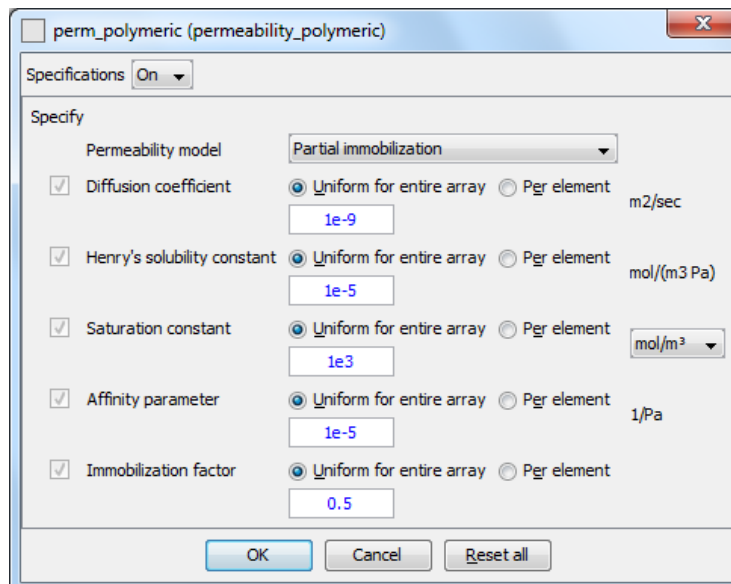 perm_polymeric (permeability_polymeric)
Specifications On
Specify
Permeability model Partial immobilization
Diffusion coefficient Uniform for entire array Per element m2/sec
1e-9
Henry's solubility constant Uniform for entire array Per element mol/(m3 Pa)
1e-5
Saturation constant Uniform for entire array Per element mol/m³
1e3
Affinity parameter Uniform for entire array Per element 1/Pa
1e-5
Immobilization factor Uniform for entire array Per element
0.5
OK Cancel Reset all